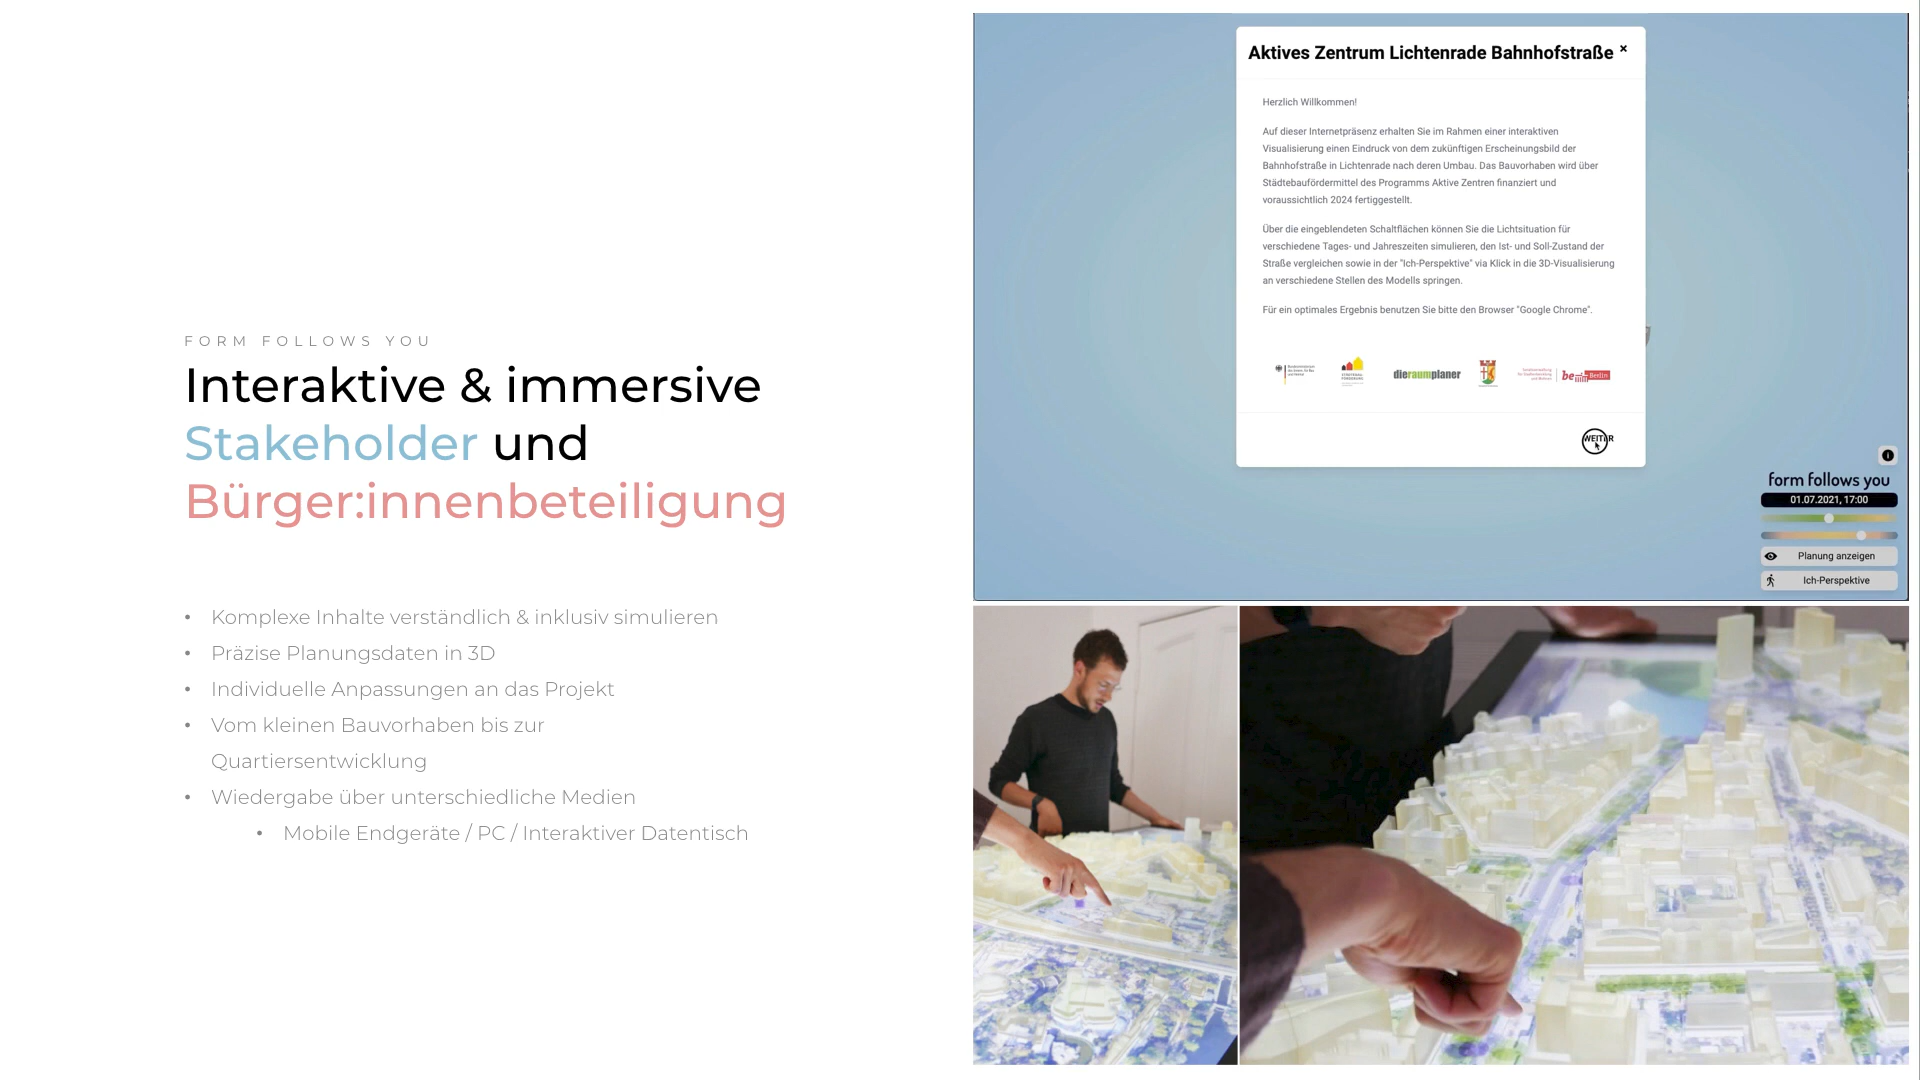 FORM FOLLOWS YOU
Interaktive & immersive
Stakeholder und
Bürger:innenbeteiligung
• Komplexe Inhalte verständlich & inklusiv simulieren
• Präzise Planungsdaten in 3D
• Individuelle Anpassungen an das Projekt
• Vom kleinen Bauvorhaben bis zur
Quartiersentwicklung
• Wiedergabe über unterschiedliche Medien
• Mobile Endgeräte / PC / Interaktiver Datentisch
Aktives Zentrum Lichtenrade Bahnhofstraße ×
Herzlich Willkommen!
Auf dieser Internetpräsenz erhalten Sie im Rahmen einer interaktiven
Visualisierung einen Eindruck von dem zukünftigen Erscheinungsbild der
Bahnhofstraße in Lichtenrade nach deren Umbau. Das Bauvorhaben wird über
Städtebaufördermittel des Programms Aktive Zentren finanziert und
voraussichtlich 2024 fertiggestellt.
Über die eingeblendeten Schaltflächen können Sie die Lichtsituation für
verschiedene Tages- und Jahreszeiten simulieren, den Ist- und Soll-Zustand der
Straße vergleichen sowie in der "Ich-Perspektive" via Klick in die 3D-Visualisierung
an verschiedene Stellen des Modells springen.
Für ein optimales Ergebnis benutzen Sie bitte den Browser "Google Chrome".
dieraumplaner
be Berlin
WEITER
form follows you
01.07.2021, 17:00
Planung anzeigen
Ich-Perspektive